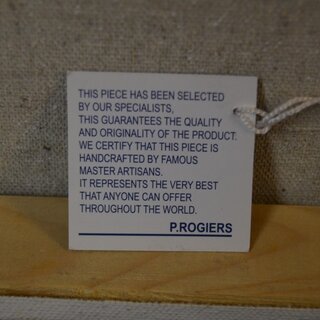 THIS PIECE HAS BEEN SELECTED
BY OUR SPECIALISTS,
THIS GUARANTEES THE QUALITY
AND ORIGINALITY OF THE PRODUCT.
WE CERTIFY THAT THIS PIECE IS
HANDCRAFTED BY FAMOUS
MASTER ARTISANS.
IT REPRESENTS THE VERY BEST
THAT ANYONE CAN OFFER
THROUGHOUT THE WORLD.
P.ROGIERS